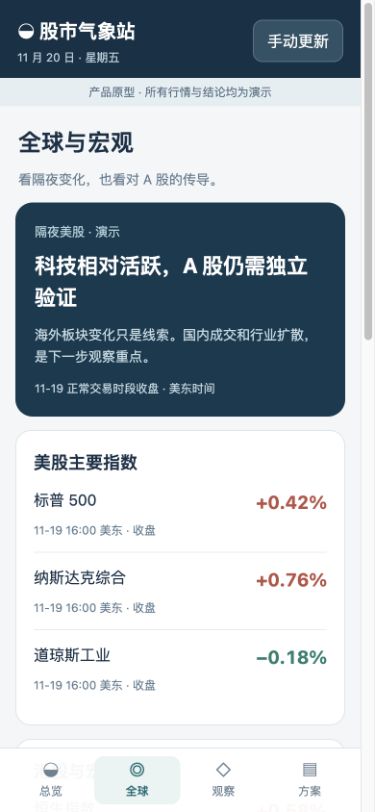 股市气象站
11 月 20 日 · 星期五
手动更新
产品原型 · 所有行情与结论均为演示
全球与宏观
看隔夜变化，也看对 A 股的传导。
隔夜美股 · 演示
科技相对活跃，A 股仍需独立
验证
海外板块变化只是线索。国内成交和行业扩散，
是下一步观察重点。
11-19 正常交易时段收盘 · 美东时间
美股主要指数
标普 500
+0.42%
11-19 16:00 美东 · 收盘
纳斯达克综合
+0.76%
11-19 16:00 美东 · 收盘
道琼斯工业
−0.18%
11-19 16:00 美东 · 收盘
总览
全球
观察
方案